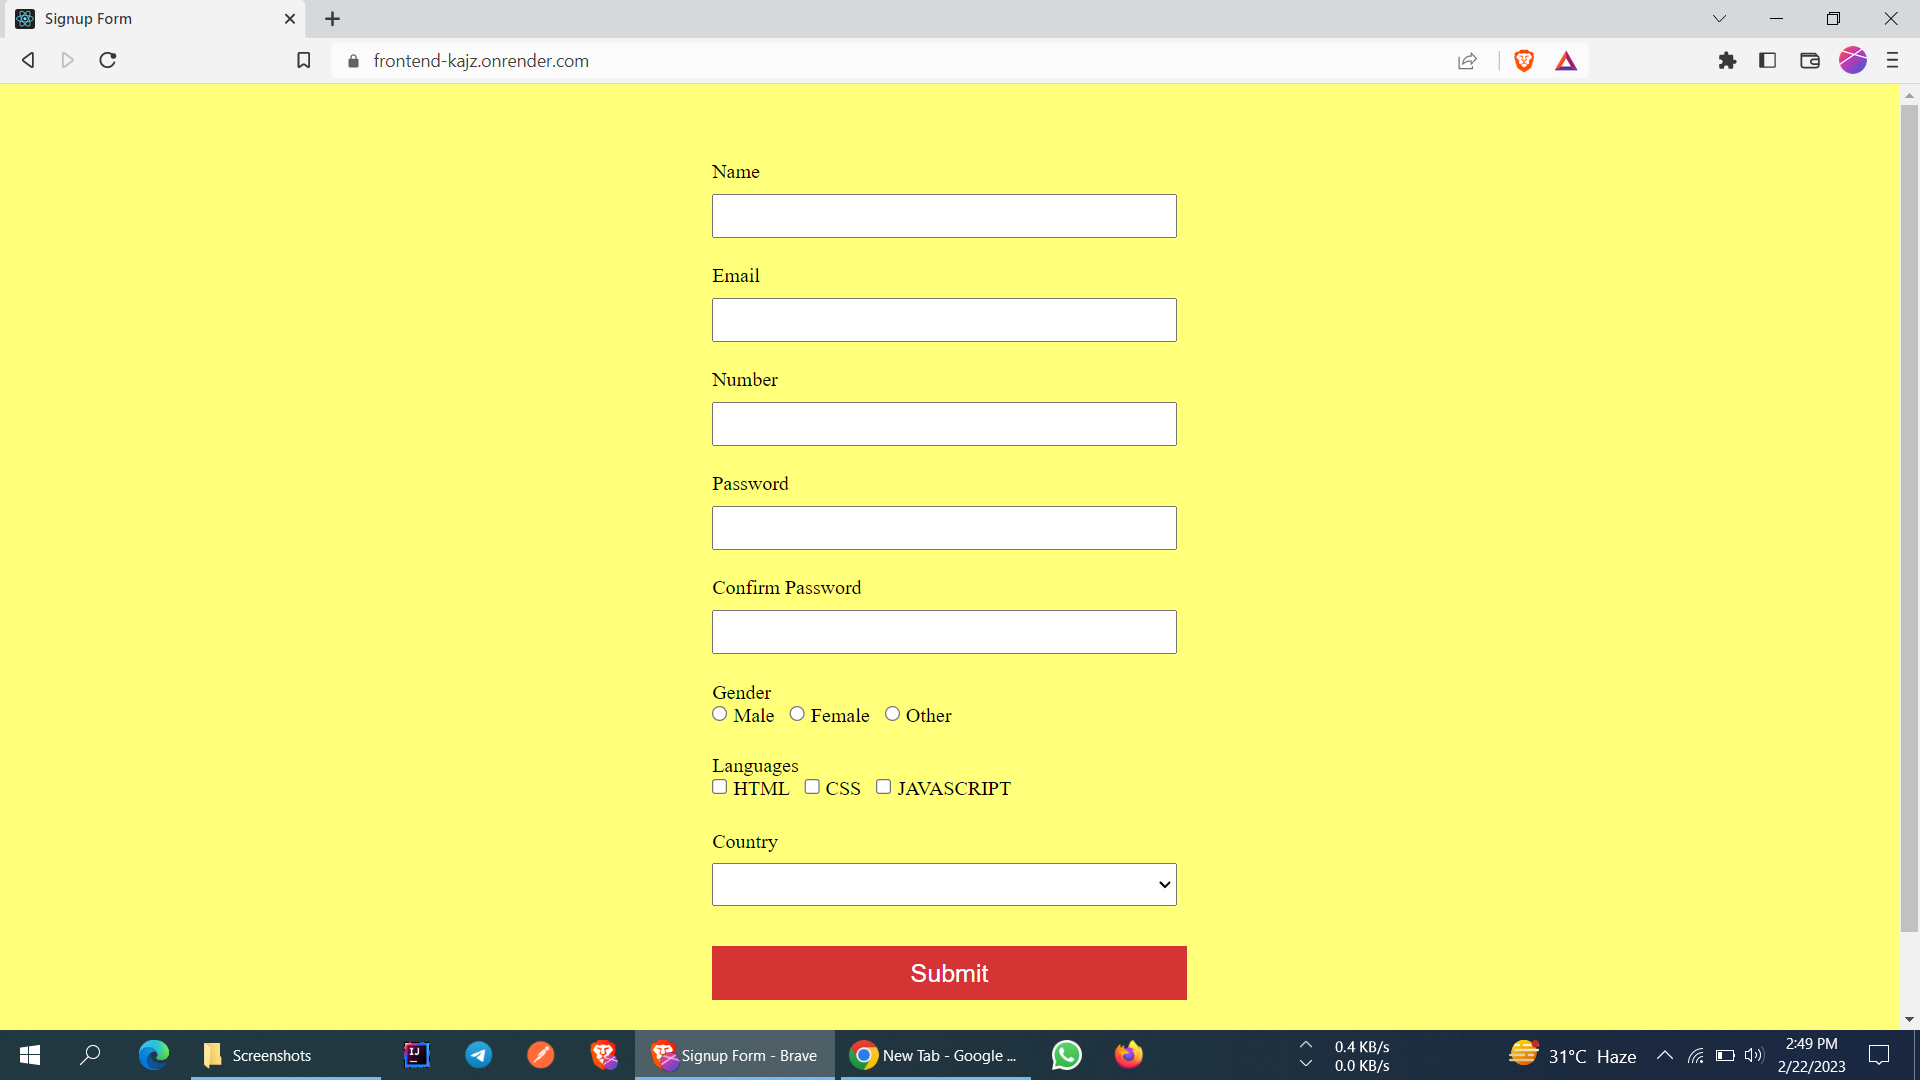 Signup Form
frontend-kajz.onrender.com
Name
Email
Number
Password
Confirm Password
Gender
Male Female Other
Languages
HTML CSS JAVASCRIPT
Country
Submit
Screenshots
IJ
Signup Form - Brave
New Tab - Google ...
0.4 KB/s
0.0 KB/s
31°C Haze
2:49 PM
2/22/2023